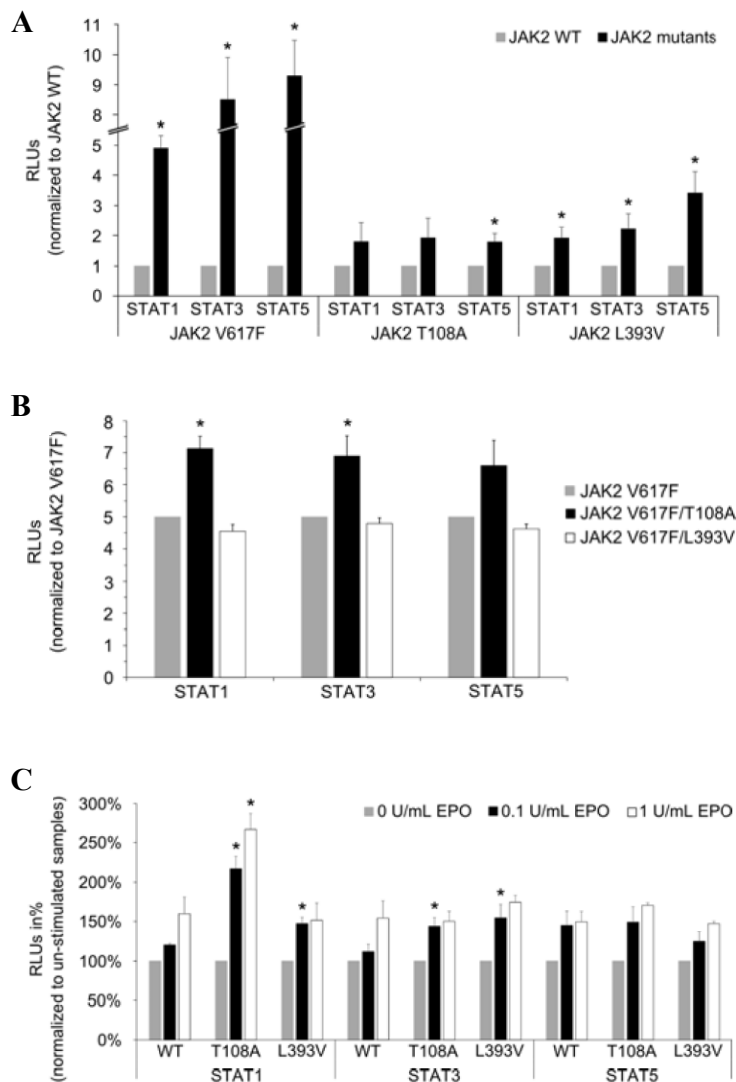 A
11
10
9
8
5
4
3
2
1
0
RLUs
(normalized to JAK2 WT)
JAK2 WT
JAK2 mutants
*
*
*
*
*
*
*
STAT1 STAT3 STAT5 STAT1 STAT3 STAT5 STAT1 STAT3 STAT5
JAK2 V617F JAK2 T108A JAK2 L393V
B
8
7
6
5
4
3
2
1
0
RLUs
(normalized to JAK2 V617F)
*
*
JAK2 V617F
JAK2 V617F/T108A
JAK2 V617F/L393V
STAT1 STAT3 STAT5
C
300%
250%
200%
150%
100%
50%
0%
RLUs in%
(normalized to un-stimulated samples)
0 U/mL EPO
0.1 U/mL EPO
1 U/mL EPO
*
*
*
*
*
WT T108A L393V WT T108A L393V WT T108A L393V
STAT1 STAT3 STAT5